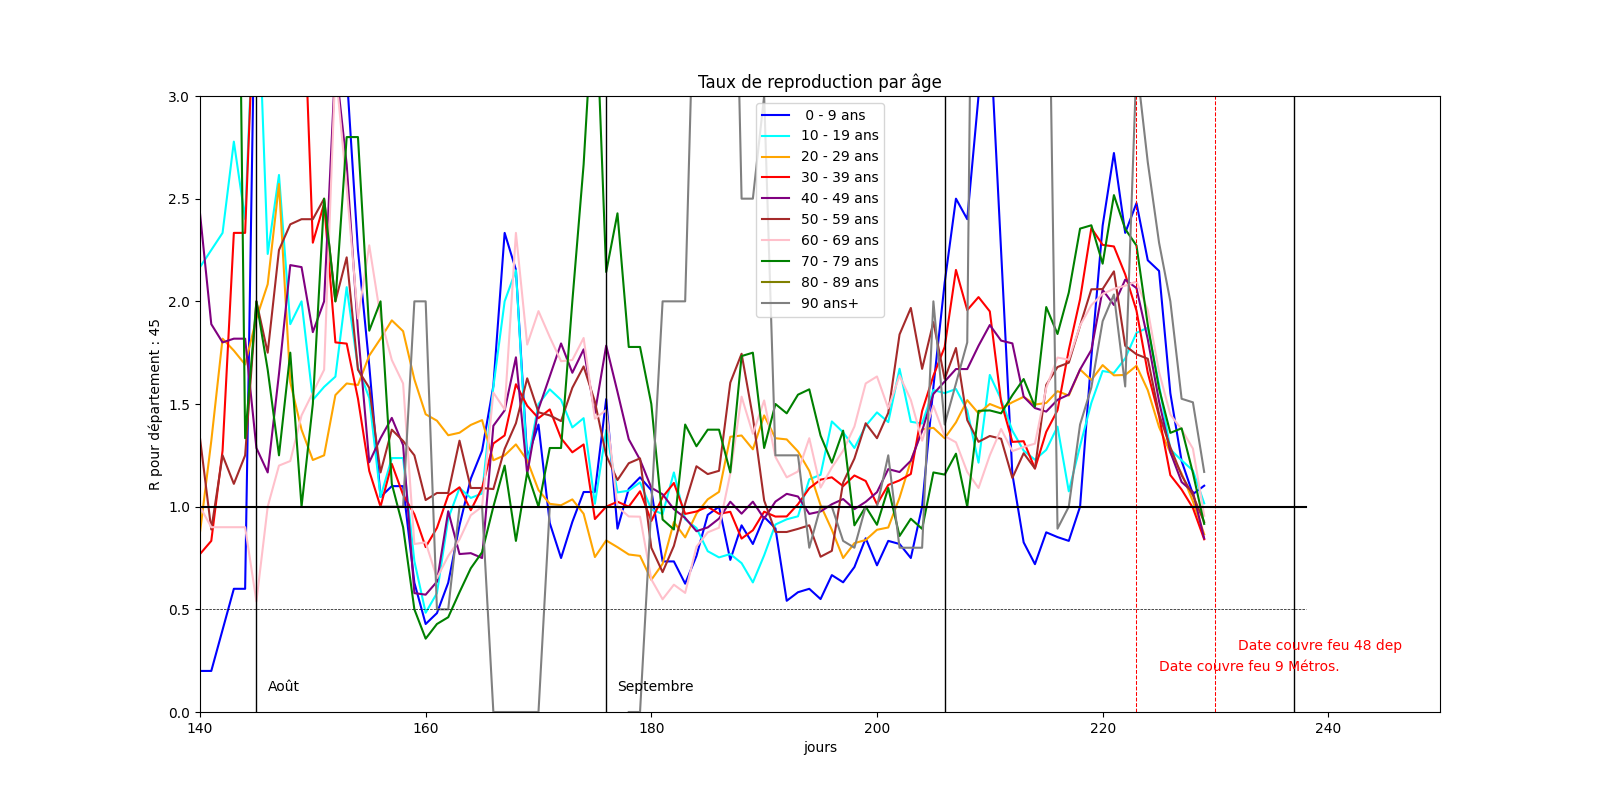 Taux de reproduction par âge
R pour département : 45
3.0
2.5
2.0
1.5
1.0
0.5
0.0
0 - 9 ans
10 - 19 ans
20 - 29 ans
30 - 39 ans
40 - 49 ans
50 - 59 ans
60 - 69 ans
70 - 79 ans
80 - 89 ans
90 ans+
Date couvre feu 48 dep
Date couvre feu 9 Métros.
Août
Septembre
140
160
180
200
220
240
jours